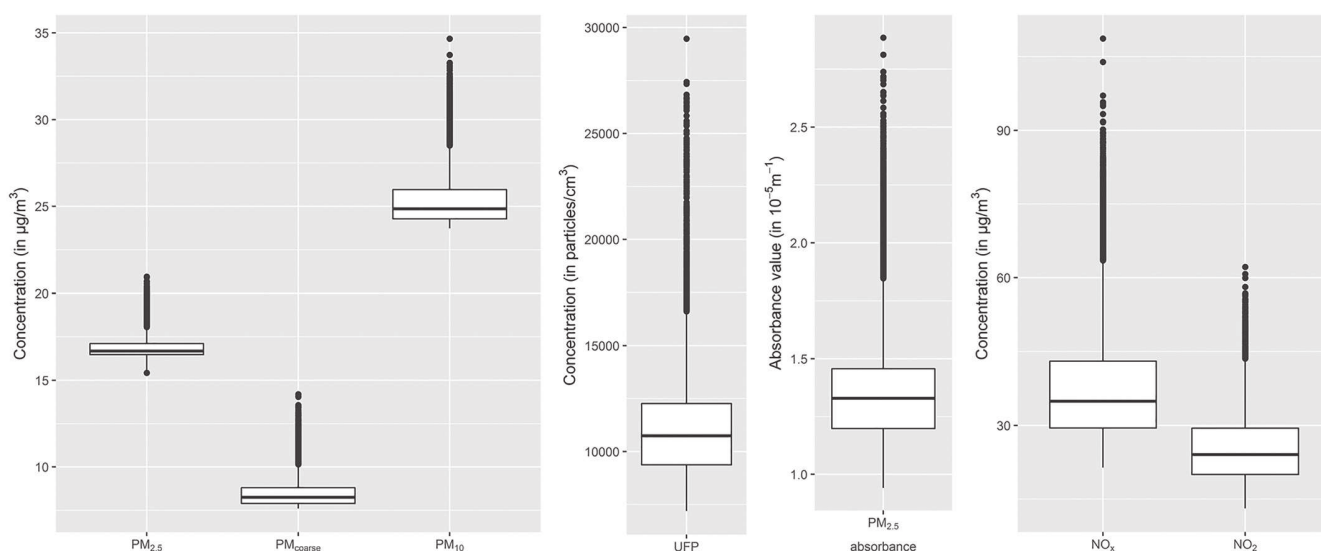 Concentration (in µg/m³)
35
30
25
20
15
10
PM₂.₅ PMcoarse PM₁₀
Concentration (in particles/cm³)
30000
25000
20000
15000
10000
UFP
Absorbance value (in 10⁻⁵m⁻¹)
2.5
2.0
1.5
1.0
PM₂.₅
absorbance
Concentration (in µg/m³)
90
60
30
NOₓ NO₂